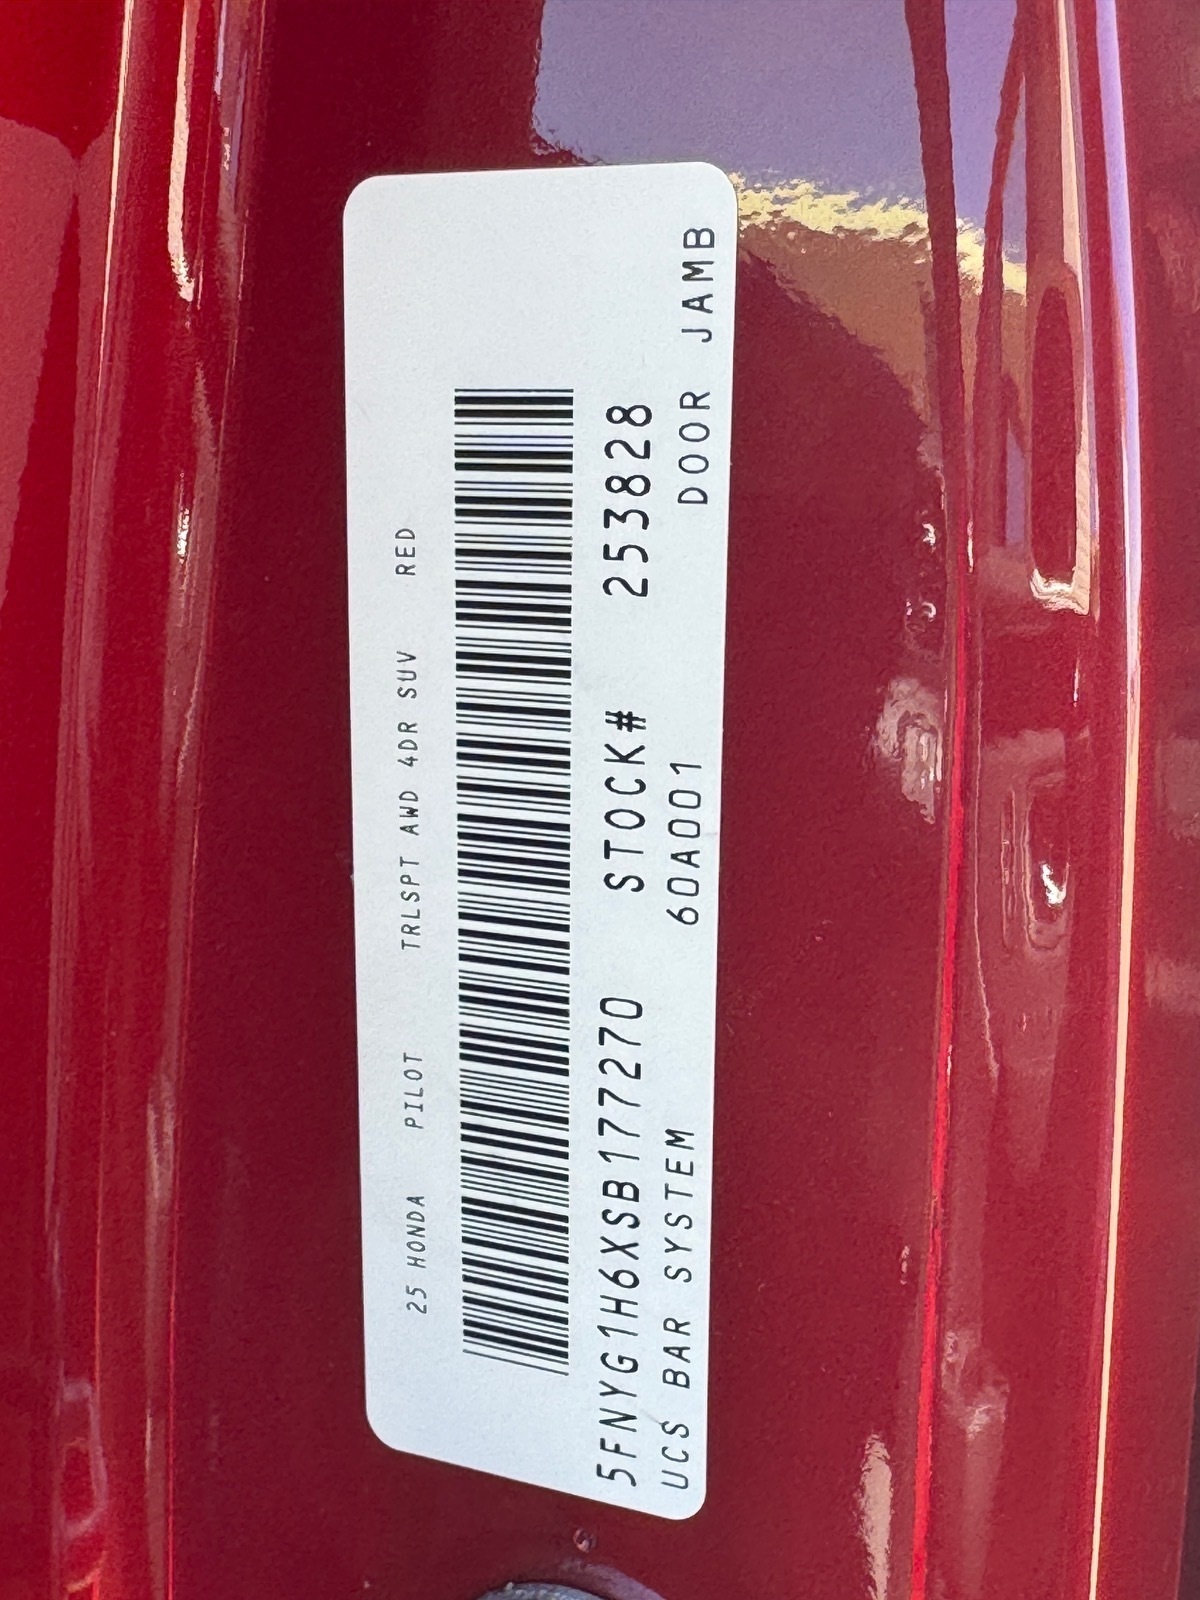 25 HONDA PILOT TRLSPT AWD 4DR SUV RED
5FNYG1H6XSB177270 STOCK# 253828
UCS BAR SYSTEM 60A001 DOOR JAMB